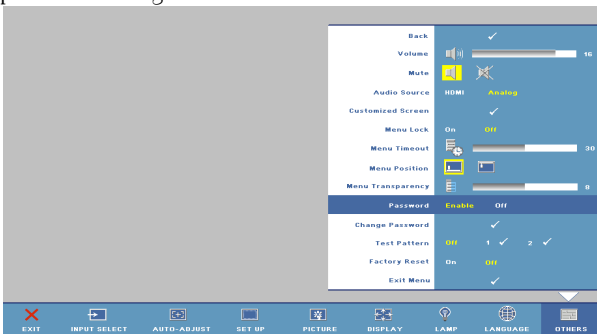 Back
Volume 16
Mute
Audio Source HDMI Analog
Customized Screen
Menu Lock On Off
Menu Timeout 30
Menu Position
Menu Transparency 8
Password Enable Off
Change Password
Test Pattern Off 1 2
Factory Reset On Off
Exit Menu
EXIT INPUT SELECT AUTO-ADJUST SET UP PICTURE DISPLAY LAMP LANGUAGE OTHERS